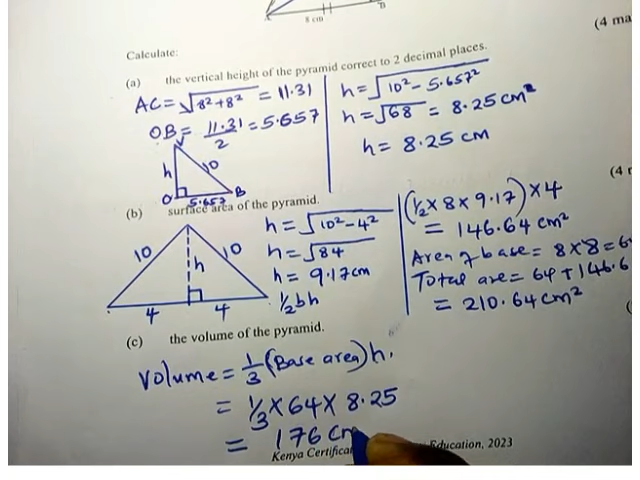 8 cm B
(4 ma
Calculate:
(a) the vertical height of the pyramid correct to 2 decimal places.
AC = √8² + 8² = 11.31
OB = 11.31/2 = 5.657
h 10
O 5.657 B
h = √10² - 5.657²
h = √68 = 8.25 cm²
h = 8.25 cm
(4
(b) surface area of the pyramid.
10 h 10
4 4
h = √10² - 4²
h = √84
h = 9.17 cm
½bh
(½ × 8 × 9.17) × 4
= 146.64 cm²
Area of base = 8 × 8 = 6
Total are = 64 + 146.6
= 210.64 cm²
(c) the volume of the pyramid.
Volume = 1/3 (Base area) h.
= 1/3 × 64 × 8.25
= 176 cm
Kenya Certifica Education, 2023